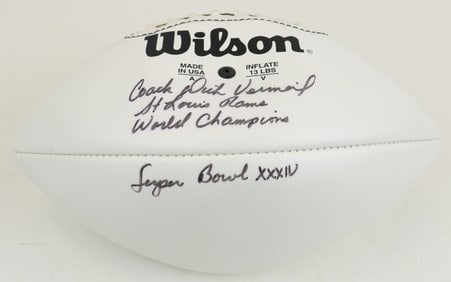 Wilson®
MADE IN USA INFLATE 13 LBS
A V
Coach Dick Vermeil
St Louis Rams
World Champions
Super Bowl XXXIV